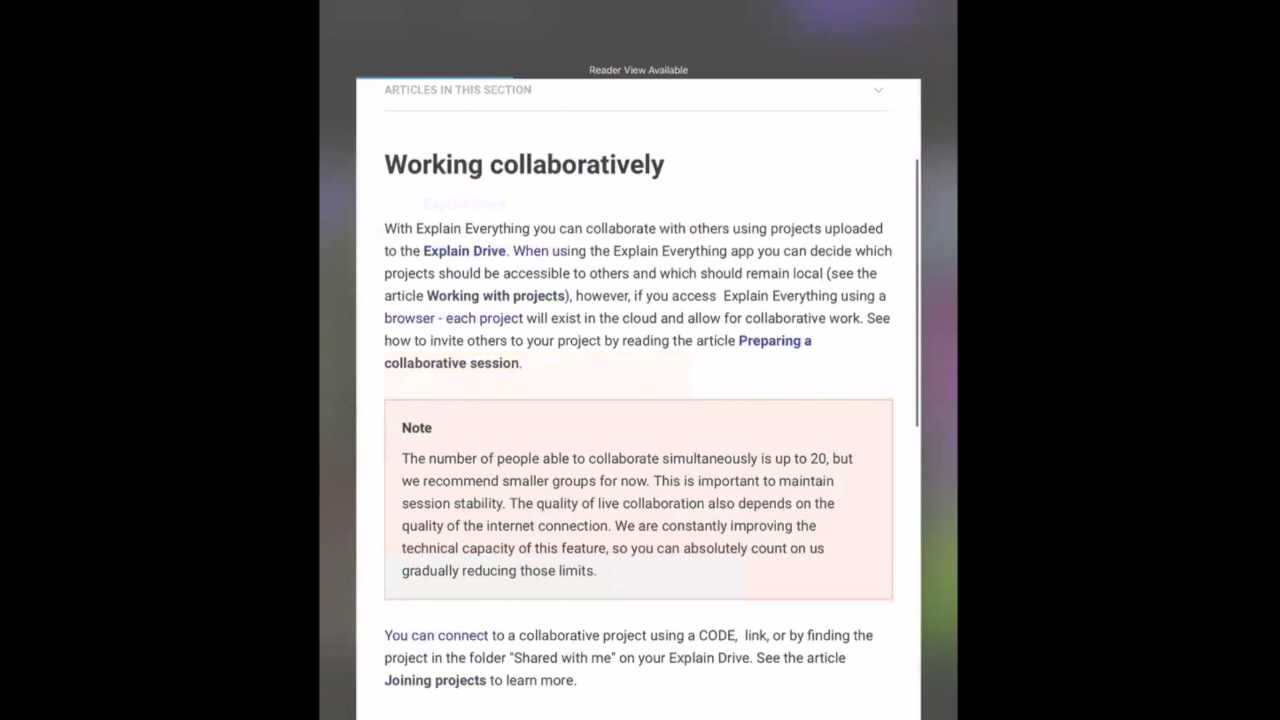 Reader View Available
ARTICLES IN THIS SECTION
Working collaboratively
With Explain Everything you can collaborate with others using projects uploaded
to the Explain Drive. When using the Explain Everything app you can decide which
projects should be accessible to others and which should remain local (see the
article Working with projects), however, if you access Explain Everything using a
browser - each project will exist in the cloud and allow for collaborative work. See
how to invite others to your project by reading the article Preparing a
collaborative session.
Note
The number of people able to collaborate simultaneously is up to 20, but
we recommend smaller groups for now. This is important to maintain
session stability. The quality of live collaboration also depends on the
quality of the internet connection. We are constantly improving the
technical capacity of this feature, so you can absolutely count on us
gradually reducing those limits.
You can connect to a collaborative project using a CODE, link, or by finding the
project in the folder "Shared with me" on your Explain Drive. See the article
Joining projects to learn more.